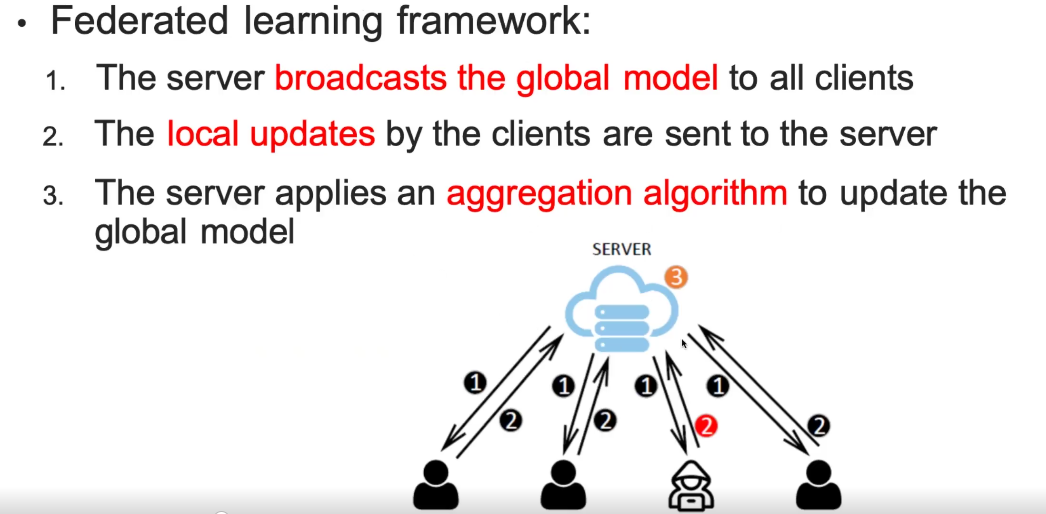 • Federated learning framework:
1. The server broadcasts the global model to all clients
2. The local updates by the clients are sent to the server
3. The server applies an aggregation algorithm to update the
global model
SERVER
3
1
1
1
1
2
2
2
2